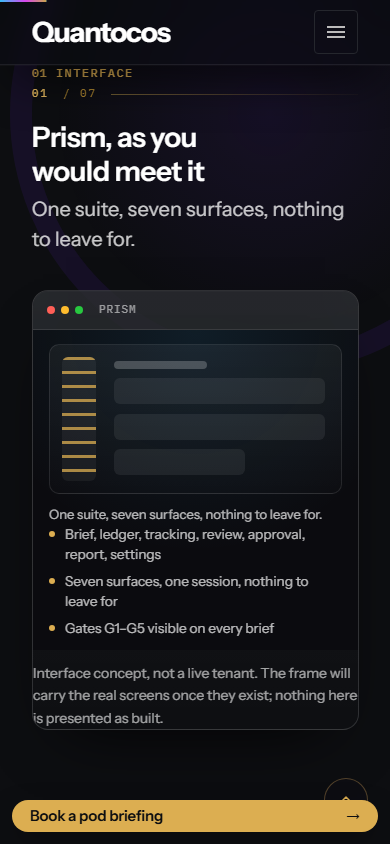 Quantocos
01 INTERFACE
01 / 07
Prism, as you
would meet it
One suite, seven surfaces, nothing
to leave for.
PRISM
One suite, seven surfaces, nothing to leave for.
Brief, ledger, tracking, review, approval,
report, settings
Seven surfaces, one session, nothing to
leave for
Gates G1–G5 visible on every brief
Interface concept, not a live tenant. The frame will
carry the real screens once they exist; nothing here
is presented as built.
Book a pod briefing →